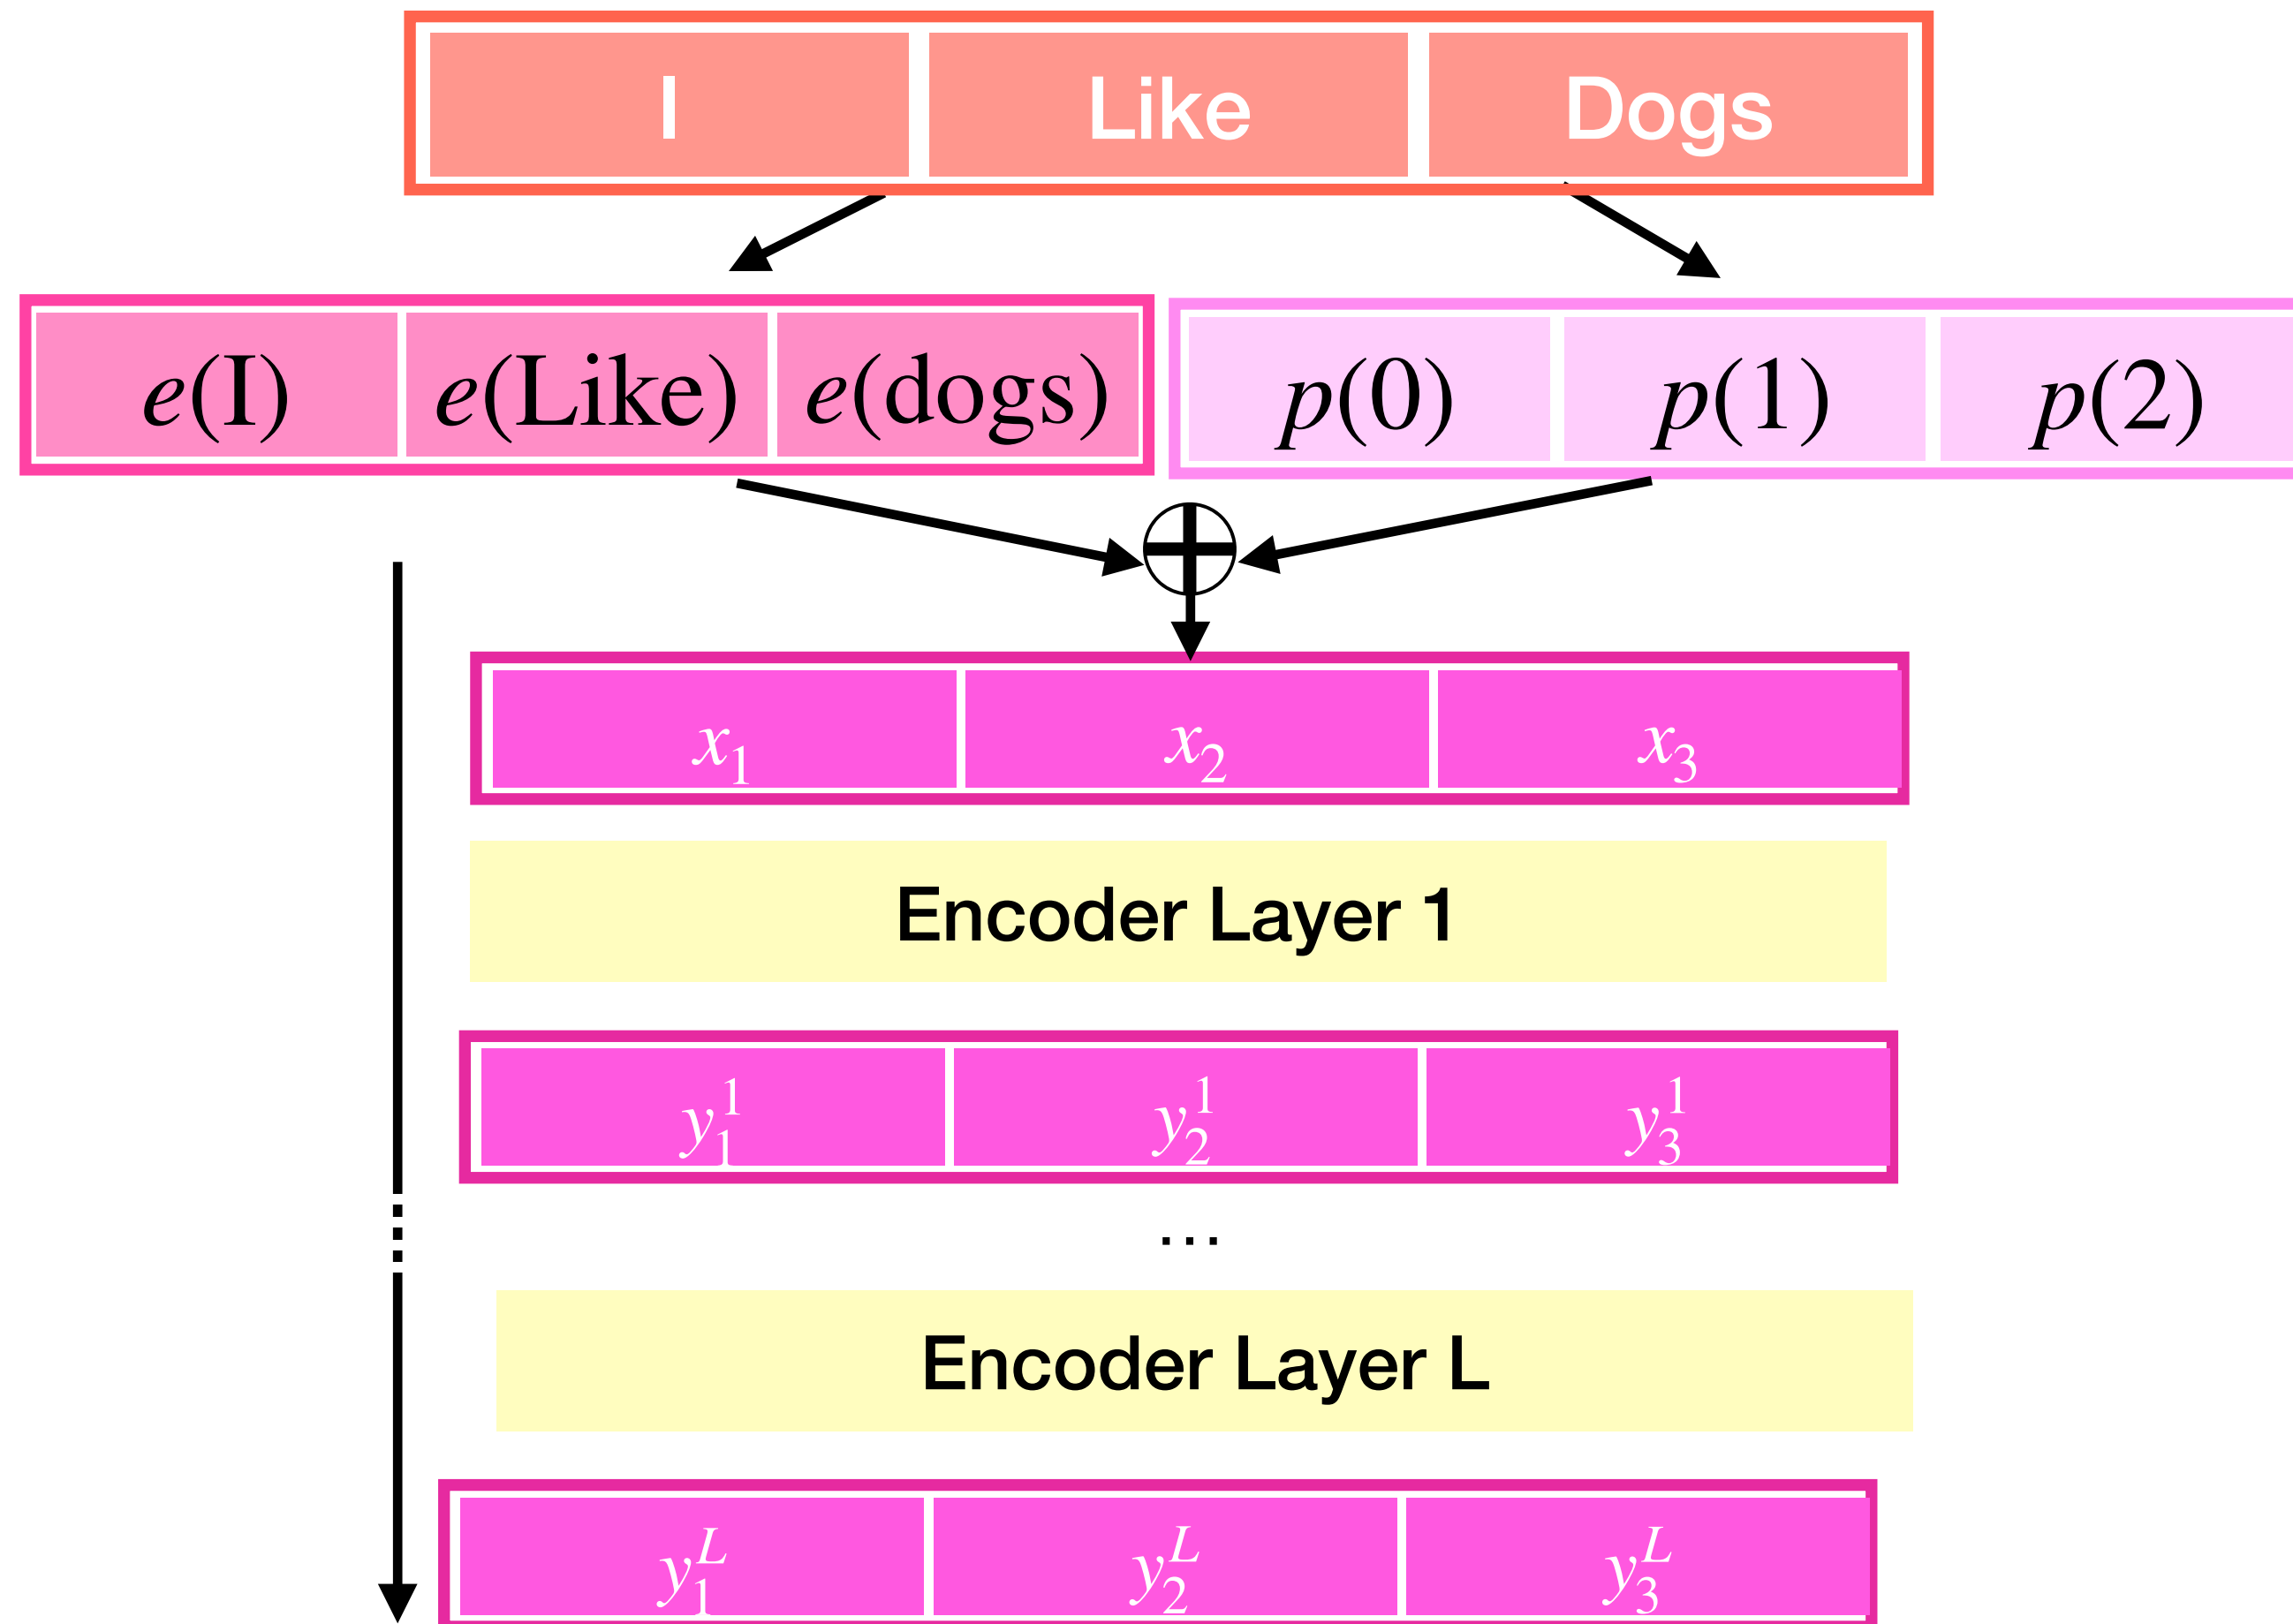 I Like Dogs
e(I) e(Like) e(dogs) p(0) p(1) p(2)
x₁ x₂ x₃
Encoder Layer 1
y₁¹ y₂¹ y₃¹
...
Encoder Layer L
y₁ᴸ y₂ᴸ y₃ᴸ